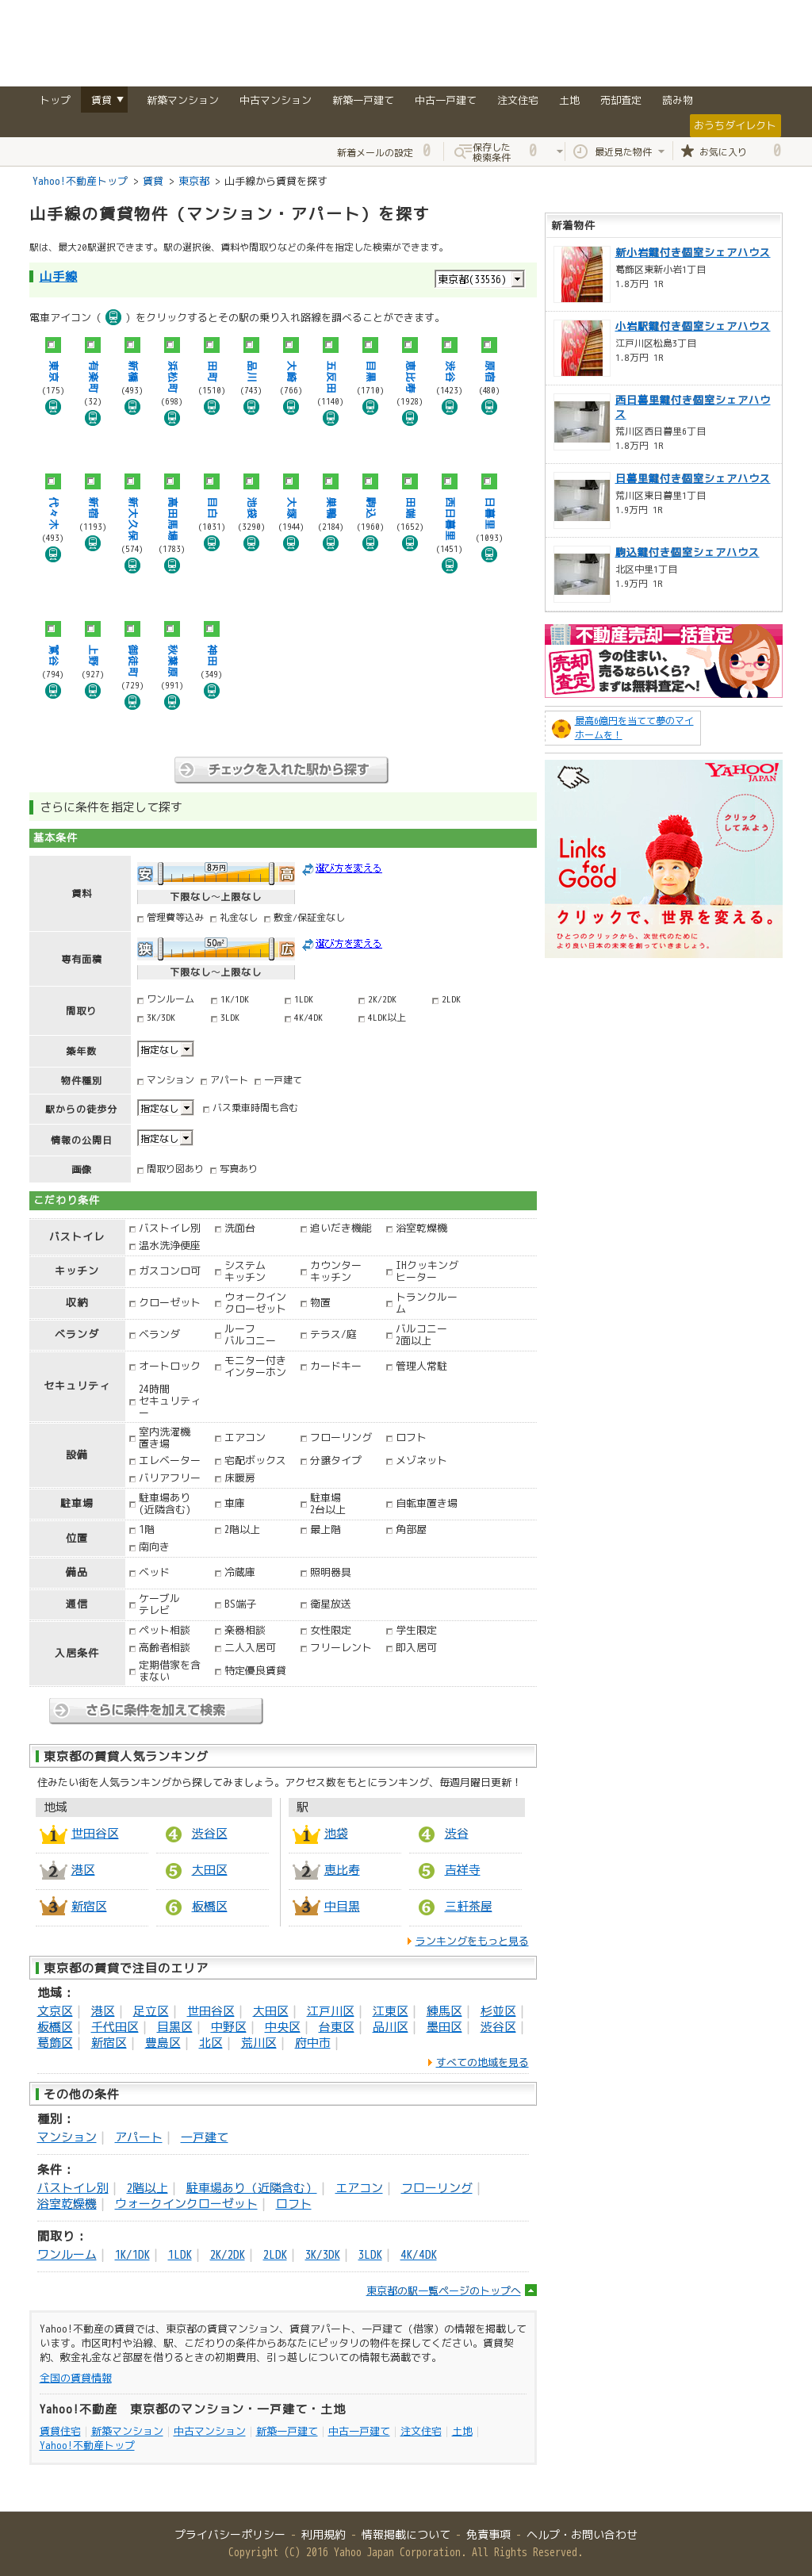 トップ 賃貸▼ 新築マンション 中古マンション 新築一戸建て 中古一戸建て 注文住宅 土地 売却査定 読み物
おうちダイレクト
新着メールの設定 0 保存した検索条件 0 最近見た物件 お気に入り 0
Yahoo!不動産トップ > 賃貸 > 東京都 > 山手線から賃貸を探す
山手線の賃貸物件（マンション・アパート）を探す
駅は、最大20駅選択できます。駅の選択後、賃料や間取りなどの条件を指定した検索ができます。
山手線 東京都(33536)
電車アイコン（ ）をクリックするとその駅の乗り入れ路線を調べることができます。
東京(175) 有楽町(32) 新橋(493) 浜松町(698) 田町(1510) 品川(743) 大崎(766) 五反田(1140) 目黒(1710) 恵比寿(1928) 渋谷(1423) 原宿(480)
代々木(493) 新宿(1193) 新大久保(574) 高田馬場(1783) 目白(1031) 池袋(3290) 大塚(1944) 巣鴨(2184) 駒込(1960) 田端(1652) 西日暮里(1451) 日暮里(1093)
鶯谷(794) 上野(927) 御徒町(729) 秋葉原(991) 神田(349)
チェックを入れた駅から探す
さらに条件を指定して探す
基本条件
賃料 安 8万円 高 選び方を変える
下限なし～上限なし
管理費等込み 礼金なし 敷金/保証金なし
専有面積 狭 50m² 広 選び方を変える
下限なし～上限なし
間取り ワンルーム 1K/1DK 1LDK 2K/2DK 2LDK
3K/3DK 3LDK 4K/4DK 4LDK以上
築年数 指定なし
物件種別 マンション アパート 一戸建て
駅からの徒歩分 指定なし バス乗車時間も含む
情報の公開日 指定なし
画像 間取り図あり 写真あり
こだわり条件
バストイレ バストイレ別 洗面台 追いだき機能 浴室乾燥機
温水洗浄便座
キッチン ガスコンロ可 システムキッチン カウンターキッチン IHクッキングヒーター
収納 クローゼット ウォークインクローゼット 物置 トランクルーム
ベランダ ベランダ ルーフバルコニー テラス/庭 バルコニー2面以上
セキュリティ オートロック モニター付きインターホン カードキー 管理人常駐
24時間セキュリティー
設備 室内洗濯機置き場 エアコン フローリング ロフト
エレベーター 宅配ボックス 分譲タイプ メゾネット
バリアフリー 床暖房
駐車場 駐車場あり(近隣含む) 車庫 駐車場2台以上 自転車置き場
位置 1階 2階以上 最上階 角部屋
南向き
備品 ベッド 冷蔵庫 照明器具
通信 ケーブルテレビ BS端子 衛星放送
入居条件 ペット相談 楽器相談 女性限定 学生限定
高齢者相談 二人入居可 フリーレント 即入居可
定期借家を含まない 特定優良賃貸
さらに条件を加えて検索
東京都の賃貸人気ランキング
住みたい街を人気ランキングから探してみましょう。アクセス数をもとにランキング、毎週月曜日更新！
地域 駅
1 世田谷区 4 渋谷区 1 池袋 4 渋谷
2 港区 5 大田区 2 恵比寿 5 吉祥寺
3 新宿区 6 板橋区 3 中目黒 6 三軒茶屋
ランキングをもっと見る
東京都の賃貸で注目のエリア
地域：
文京区｜ 港区｜ 足立区｜ 世田谷区｜ 大田区｜ 江戸川区｜ 江東区｜ 練馬区｜ 杉並区｜
板橋区｜ 千代田区｜ 目黒区｜ 中野区｜ 中央区｜ 台東区｜ 品川区｜ 墨田区｜ 渋谷区｜
葛飾区｜ 新宿区｜ 豊島区｜ 北区｜ 荒川区｜ 府中市｜
すべての地域を見る
その他の条件
種別：
マンション｜ アパート｜ 一戸建て
条件：
バストイレ別｜ 2階以上｜ 駐車場あり（近隣含む）｜ エアコン｜ フローリング｜
浴室乾燥機｜ ウォークインクローゼット｜ ロフト
間取り：
ワンルーム｜ 1K/1DK｜ 1LDK｜ 2K/2DK｜ 2LDK｜ 3K/3DK｜ 3LDK｜ 4K/4DK
東京都の駅一覧ページのトップへ
Yahoo!不動産の賃貸では、東京都の賃貸マンション、賃貸アパート、一戸建て（借家）の情報を掲載して
います。市区町村や沿線、駅、こだわりの条件からあなたにピッタリの物件を探してください。賃貸契
約、敷金礼金など部屋を借りるときの初期費用、引っ越しについての情報も満載です。
全国の賃貸情報
Yahoo!不動産　東京都のマンション・一戸建て・土地
賃貸住宅｜新築マンション｜中古マンション｜新築一戸建て｜中古一戸建て｜注文住宅｜土地｜
Yahoo!不動産トップ
新着物件
新小岩鍵付き個室シェアハウス
葛飾区東新小岩1丁目
1.8万円 1R
小岩駅鍵付き個室シェアハウス
江戸川区松島3丁目
1.8万円 1R
西日暮里鍵付き個室シェアハウ
ス
荒川区西日暮里6丁目
1.8万円 1R
日暮里鍵付き個室シェアハウス
荒川区東日暮里1丁目
1.9万円 1R
駒込鍵付き個室シェアハウス
北区中里1丁目
1.9万円 1R
不動産売却一括査定
売却査定
今の住まい、
売るならいくら？
まずは無料査定へ！
最高6億円を当てて夢のマイ
ホームを！
YAHOO! JAPAN
クリックしてみよう
Links for Good
クリックで、世界を変える。
ひとつのクリックから、次世代のために
より良い日本の未来を創っていきましょう。
プライバシーポリシー - 利用規約 - 情報掲載について - 免責事項 - ヘルプ・お問い合わせ
Copyright (C) 2016 Yahoo Japan Corporation. All Rights Reserved.